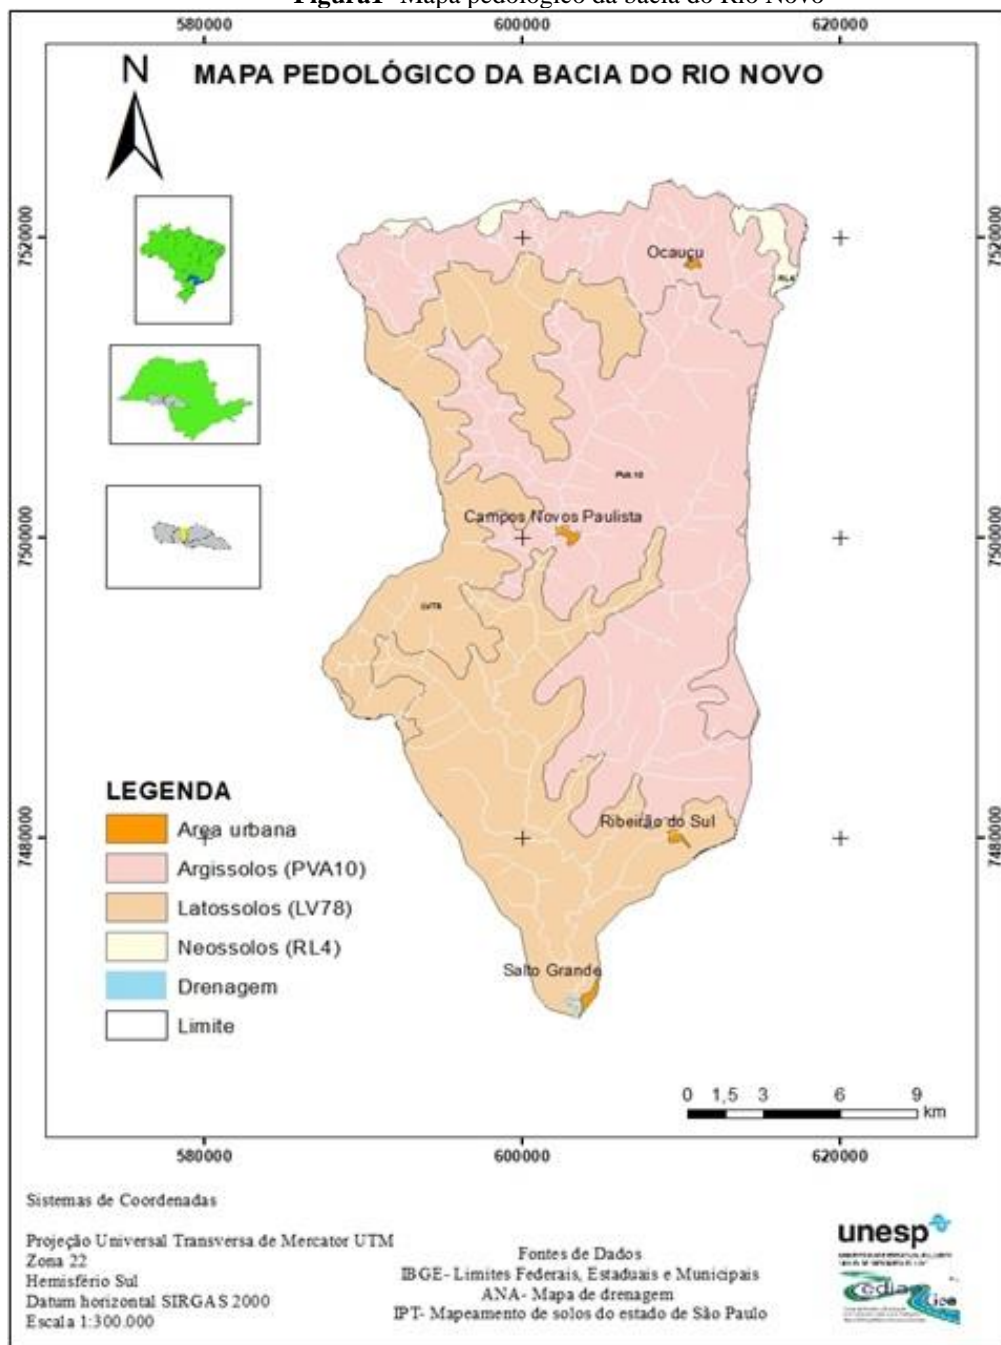 Figura1- Mapa pedológico da bacia do Rio Novo
580000 600000 620000
MAPA PEDOLÓGICO DA BACIA DO RIO NOVO
N
7520000 7520000
Ocauçu
RL4
PVA 10
Campos Novos Paulista
7500000 7500000
LV78
LEGENDA
Area urbana
Argissolos (PVA10)
Latossolos (LV78)
Neossolos (RL4)
Drenagem
Limite
Ribeirão do Sul
7480000 7480000
Salto Grande
0 1,5 3 6 9
km
580000 600000 620000
Sistemas de Coordenadas
Projeção Universal Transversa de Mercator UTM
Zona 22
Hemisfério Sul
Datum horizontal SIRGAS 2000
Escala 1:300.000
Fontes de Dados
IBGE- Limites Federais, Estaduais e Municipais
ANA- Mapa de drenagem
IPT- Mapeamento de solos do estado de São Paulo
unesp